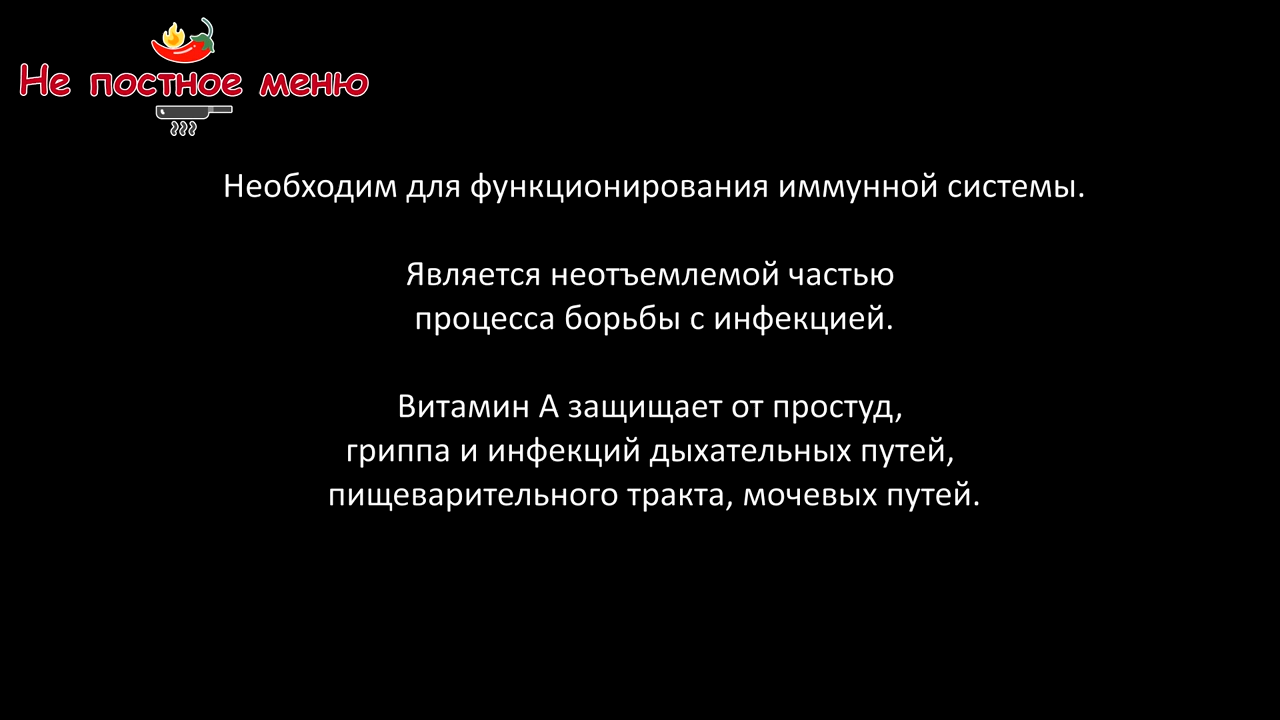 Не постное меню
Необходим для функционирования иммунной системы.
Является неотъемлемой частью
процесса борьбы с инфекцией.
Витамин А защищает от простуд,
гриппа и инфекций дыхательных путей,
пищеварительного тракта, мочевых путей.